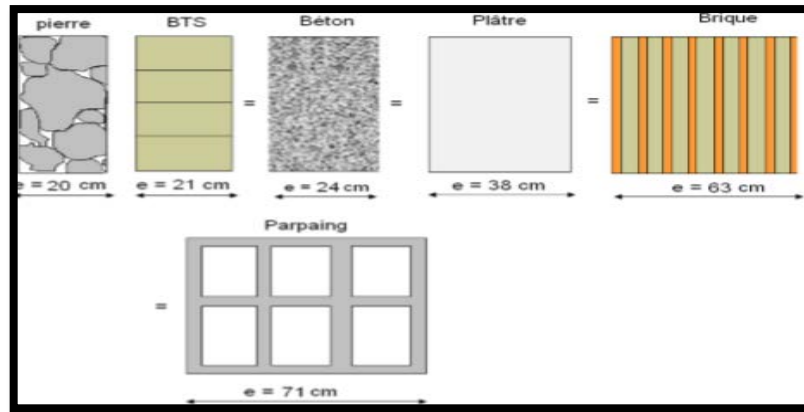 pierre BTS Béton Plâtre Brique
= = =
e = 20 cm e = 21 cm e = 24 cm e = 38 cm e = 63 cm
Parpaing
=
e = 71 cm